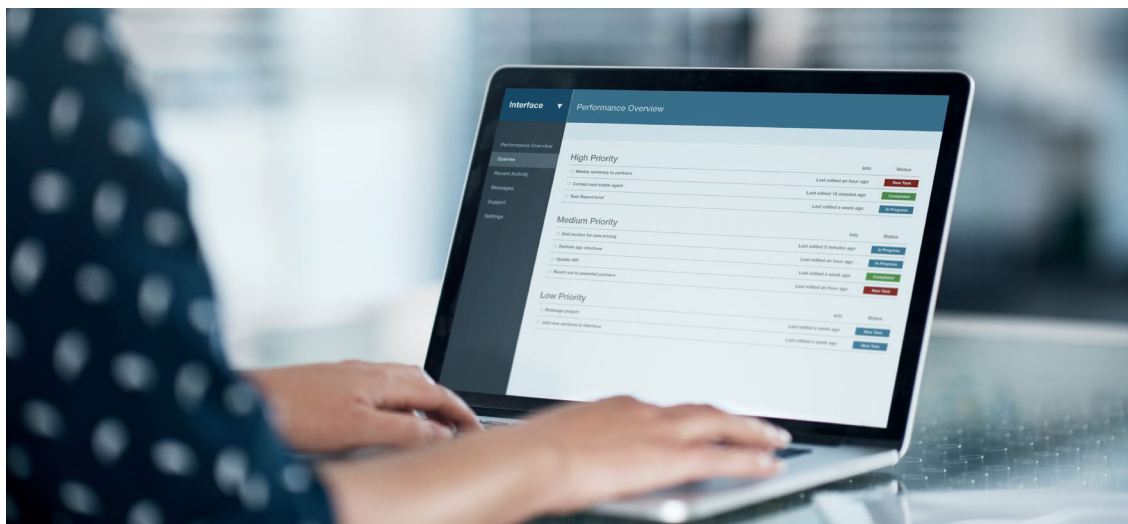 Interface ▼ Performance Overview
Performance Overview
Queries
Recent Activity
Messages
Support
Settings
High Priority Info Status
Weekly summary to partners Last edited an hour ago New Task
Contact real estate agent Last edited 15 minutes ago Completed
Task Report brief Last edited a week ago In Progress
Medium Priority Info Status
Add section for new pricing Last edited 5 minutes ago In Progress
Rethink app structure Last edited an hour ago In Progress
Update API Last edited a week ago Completed
Reach out to potential partners Last edited an hour ago New Task
Low Priority Info Status
Redesign project Last edited a week ago New Task
Add new sections to interface Last edited a week ago New Task